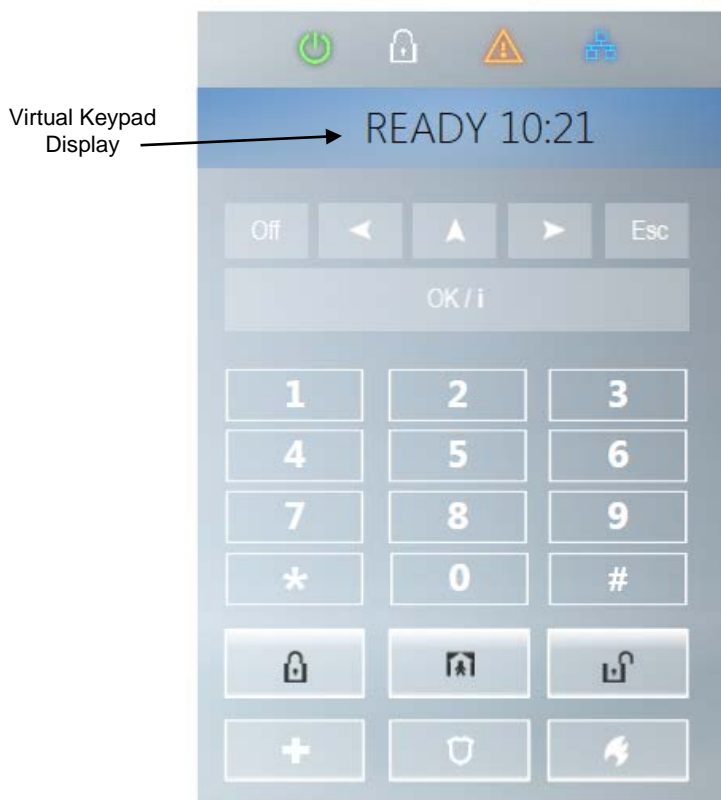 Virtual Keypad
Display
READY 10:21
Off Esc
OK / i
1 2 3
4 5 6
7 8 9
* 0 #